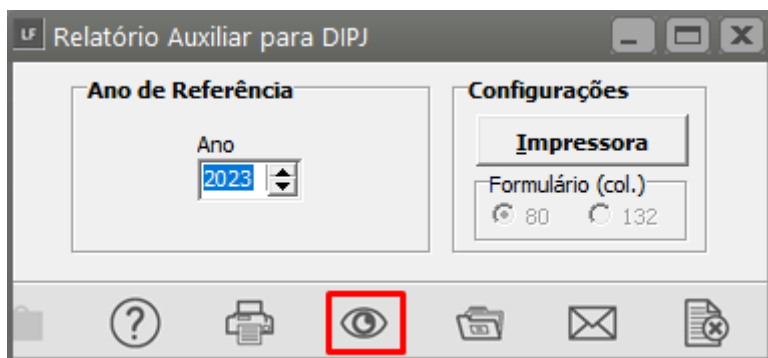 LF Relatório Auxiliar para DIPJ
Ano de Referência
Ano
2023
Configurações
Impressora
Formulário (col.)
80 132